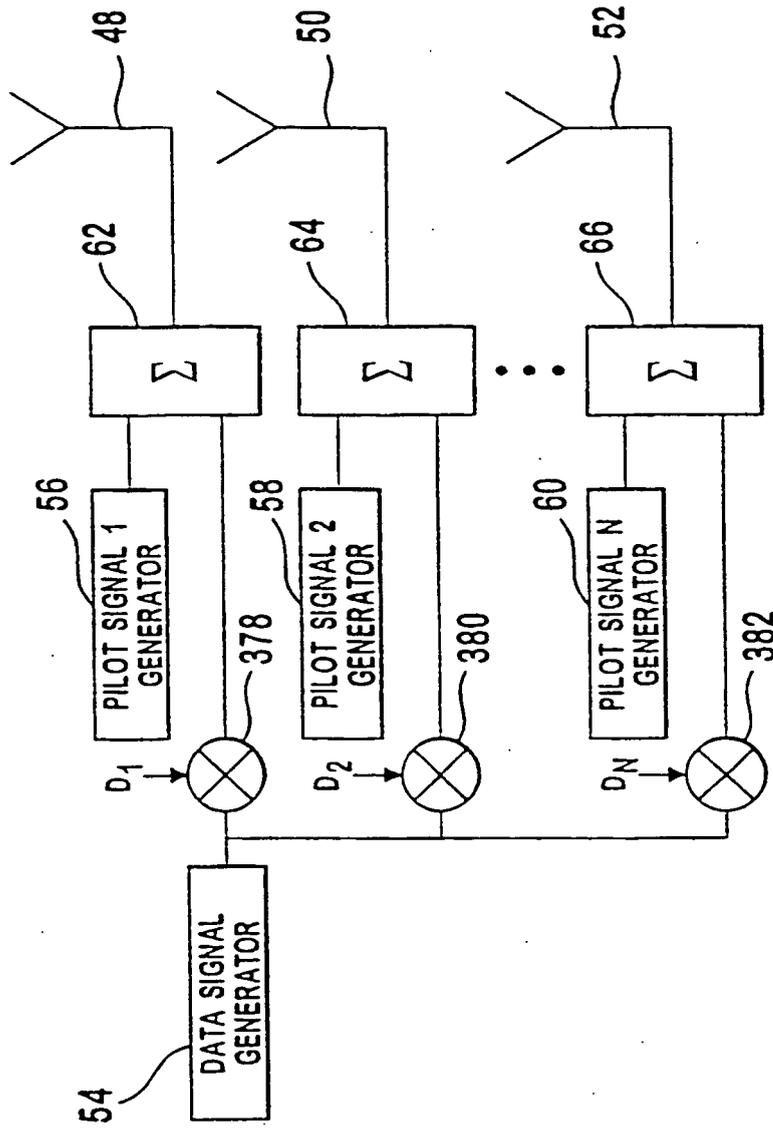 48
62
56
PILOT SIGNAL 1
GENERATOR
Σ
378
D1
50
64
58
PILOT SIGNAL 2
GENERATOR
Σ
380
D2
54
DATA SIGNAL
GENERATOR
52
66
60
PILOT SIGNAL N
GENERATOR
Σ
382
DN